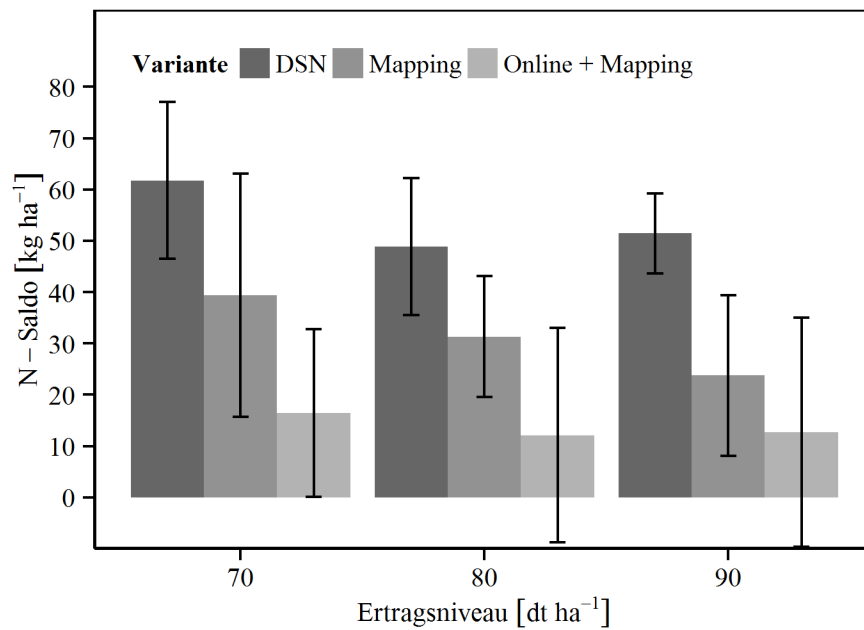 Variante DSN Mapping Online + Mapping
N – Saldo [kg ha⁻¹]
80
70
60
50
40
30
20
10
0
70 80 90
Ertragsniveau [dt ha⁻¹]